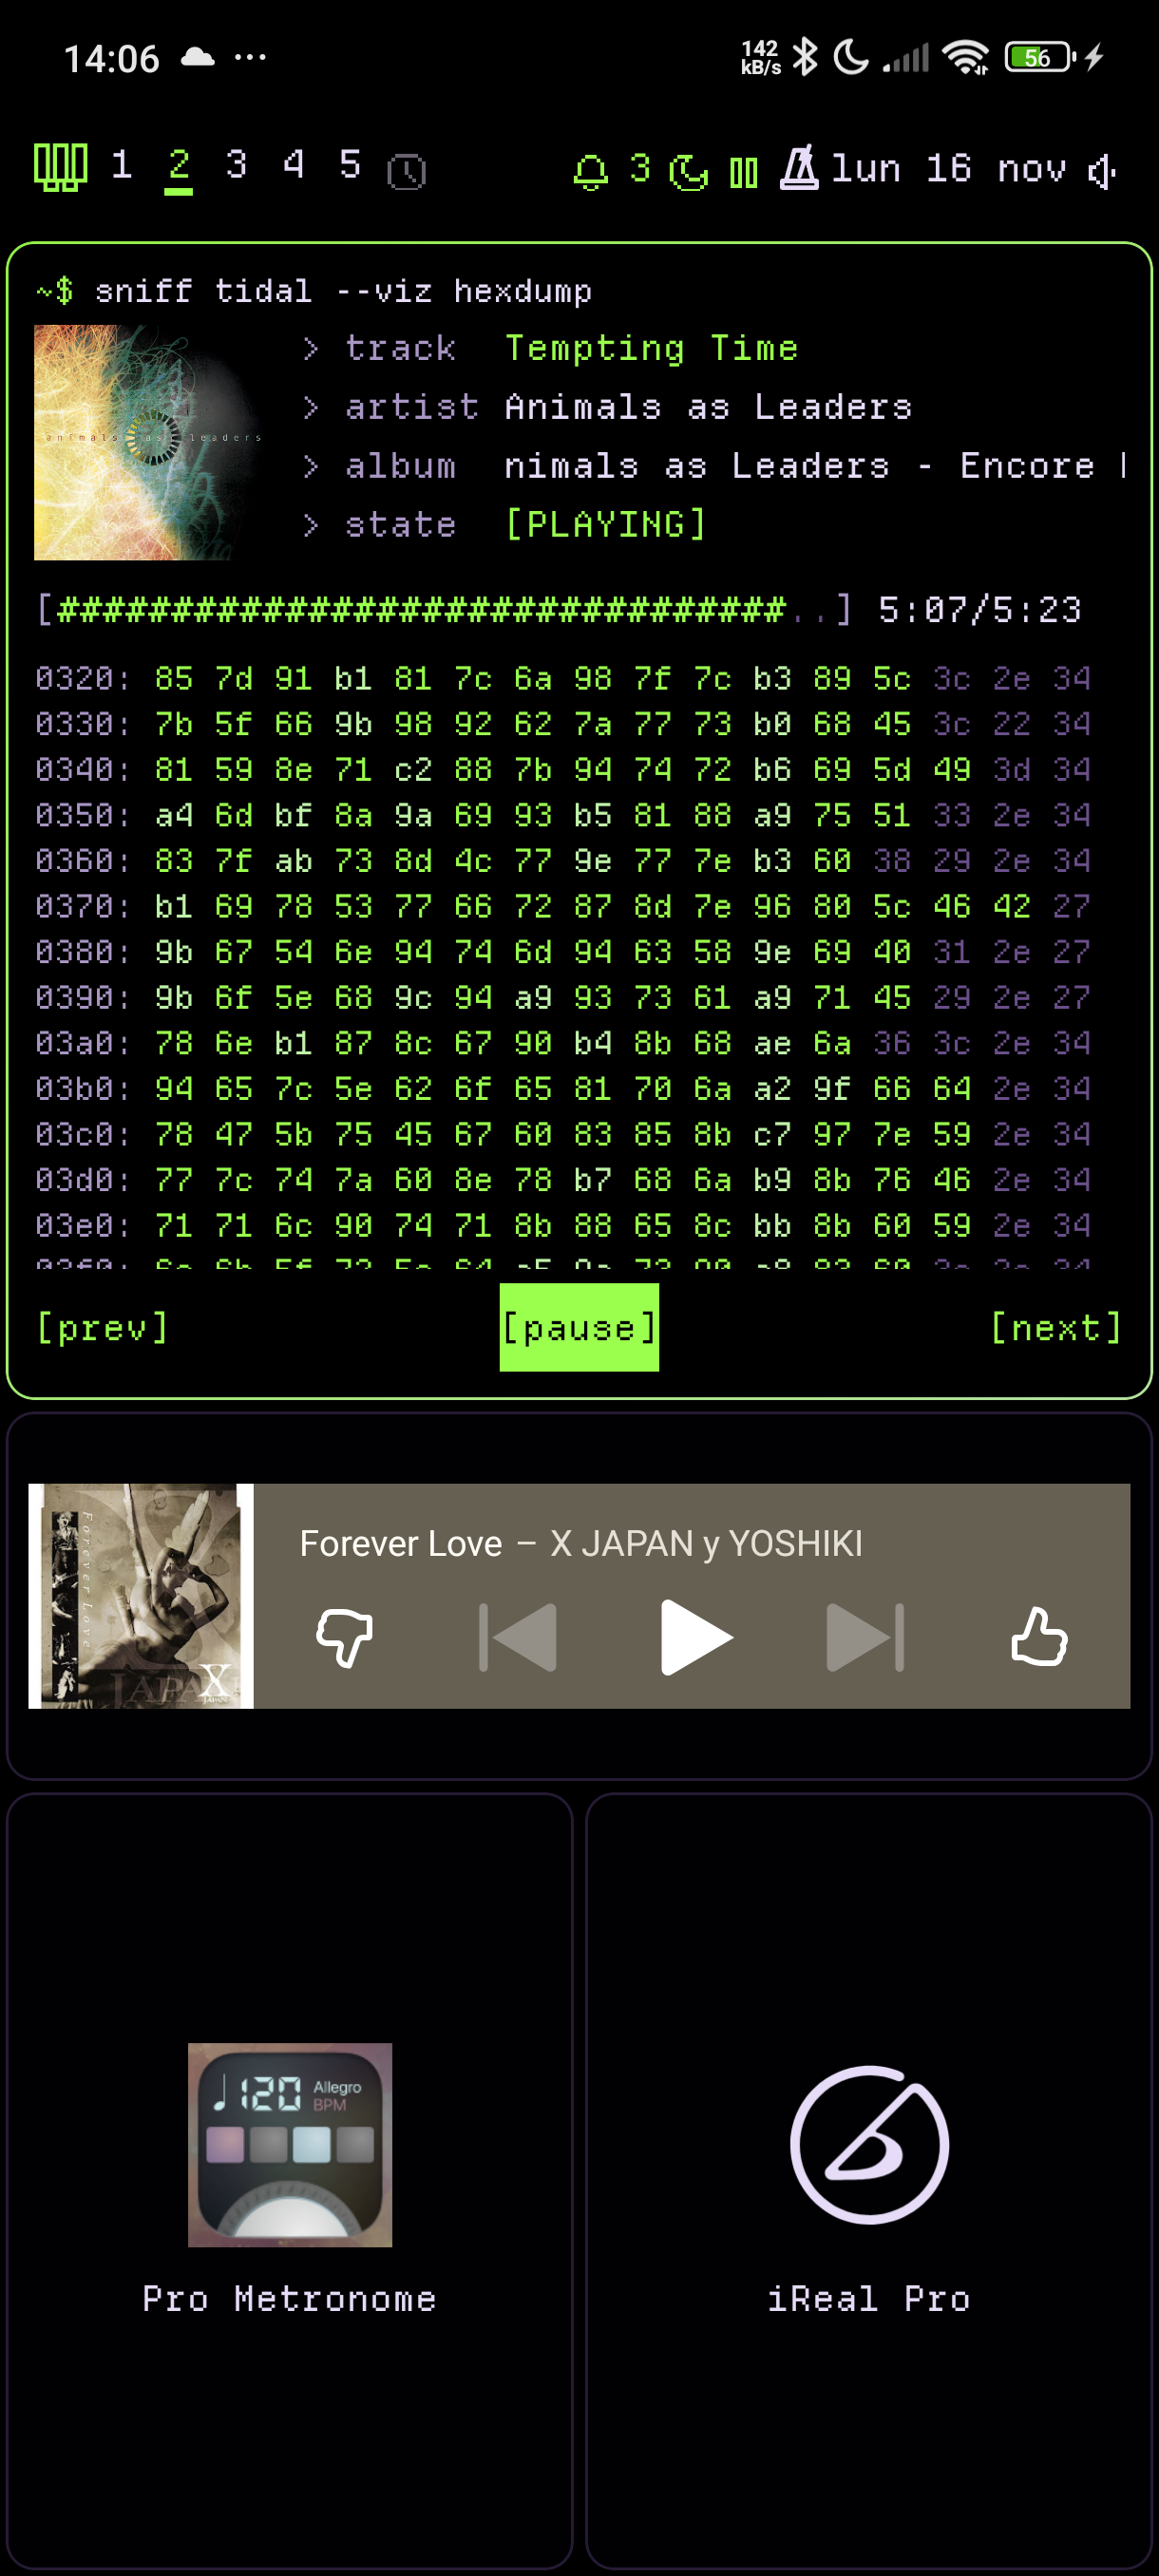 14:06 ... 142 kB/s 56
1 2 3 4 5 3 lun 16 nov
~$ sniff tidal --viz hexdump
animals as leaders
> track Tempting Time
> artist Animals as Leaders
> album nimals as Leaders - Encore
> state [PLAYING]
[################################..] 5:07/5:23
0320: 85 7d 91 b1 81 7c 6a 98 7f 7c b3 89 5c 3c 2e 34
0330: 7b 5f 66 9b 98 92 62 7a 77 73 b0 68 45 3c 22 34
0340: 81 59 8e 71 c2 88 7b 94 74 72 b6 69 5d 49 3d 34
0350: a4 6d bf 8a 9a 69 93 b5 81 88 a9 75 51 33 2e 34
0360: 83 7f ab 73 8d 4c 77 9e 77 7e b3 60 38 29 2e 34
0370: b1 69 78 53 77 66 72 87 8d 7e 96 80 5c 46 42 27
0380: 9b 67 54 6e 94 74 6d 94 63 58 9e 69 40 31 2e 27
0390: 9b 6f 5e 68 9c 94 a9 93 73 61 a9 71 45 29 2e 27
03a0: 78 6e b1 87 8c 67 90 b4 8b 68 ae 6a 36 3c 2e 34
03b0: 94 65 7c 5e 62 6f 65 81 70 6a a2 9f 66 64 2e 34
03c0: 78 47 5b 75 45 67 60 83 85 8b c7 97 7e 59 2e 34
03d0: 77 7c 74 7a 60 8e 78 b7 68 6a b9 8b 76 46 2e 34
03e0: 71 71 6c 90 74 71 8b 88 65 8c bb 8b 60 59 2e 34
[prev] [pause] [next]
Forever Love
X
JAPAN
Forever Love – X JAPAN y YOSHIKI
120 Allegro
BPM
Pro Metronome
iReal Pro